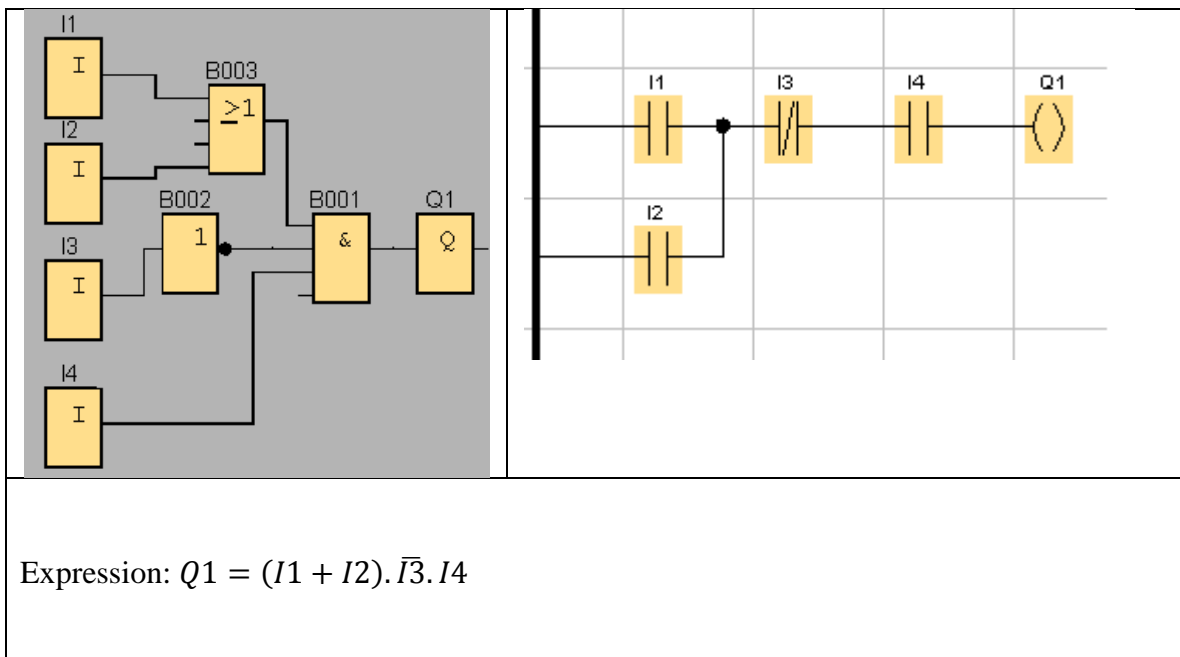 I1
I
B003
>1
I2
I
B002
B001
Q1
1
&
Q
I3
I
I4
I
I1 I3 I4 Q1
I2
Expression: 𝑄1 = (𝐼1 + 𝐼2). 𝐼3̅. 𝐼4